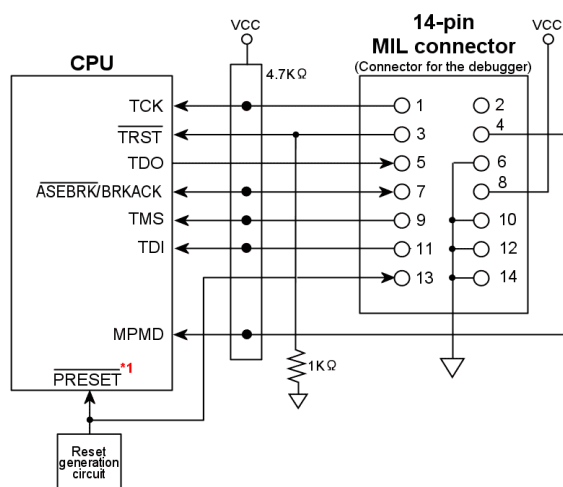 14-pin
MIL connector
(Connector for the debugger)
VCC
VCC
CPU
4.7KΩ
TCK
1
2
TRST
3
4
TDO
5
6
ASEBRK/BRKACK
7
8
TMS
9
10
TDI
11
12
13
14
MPMD
PRESET*1
1KΩ
Reset
generation
circuit